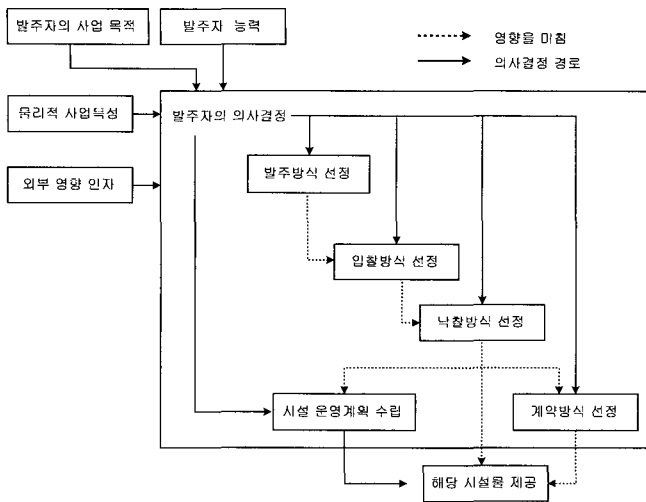 발주자의 사업 목적
발주자 능력
영향을 미침
의사결정 경로
물리적 사업특성
발주자의 의사결정
외부 영향 인자
발주방식 선정
입찰방식 선정
낙찰방식 선정
시설 운영계획 수립
계약방식 선정
해당 시설물 제공